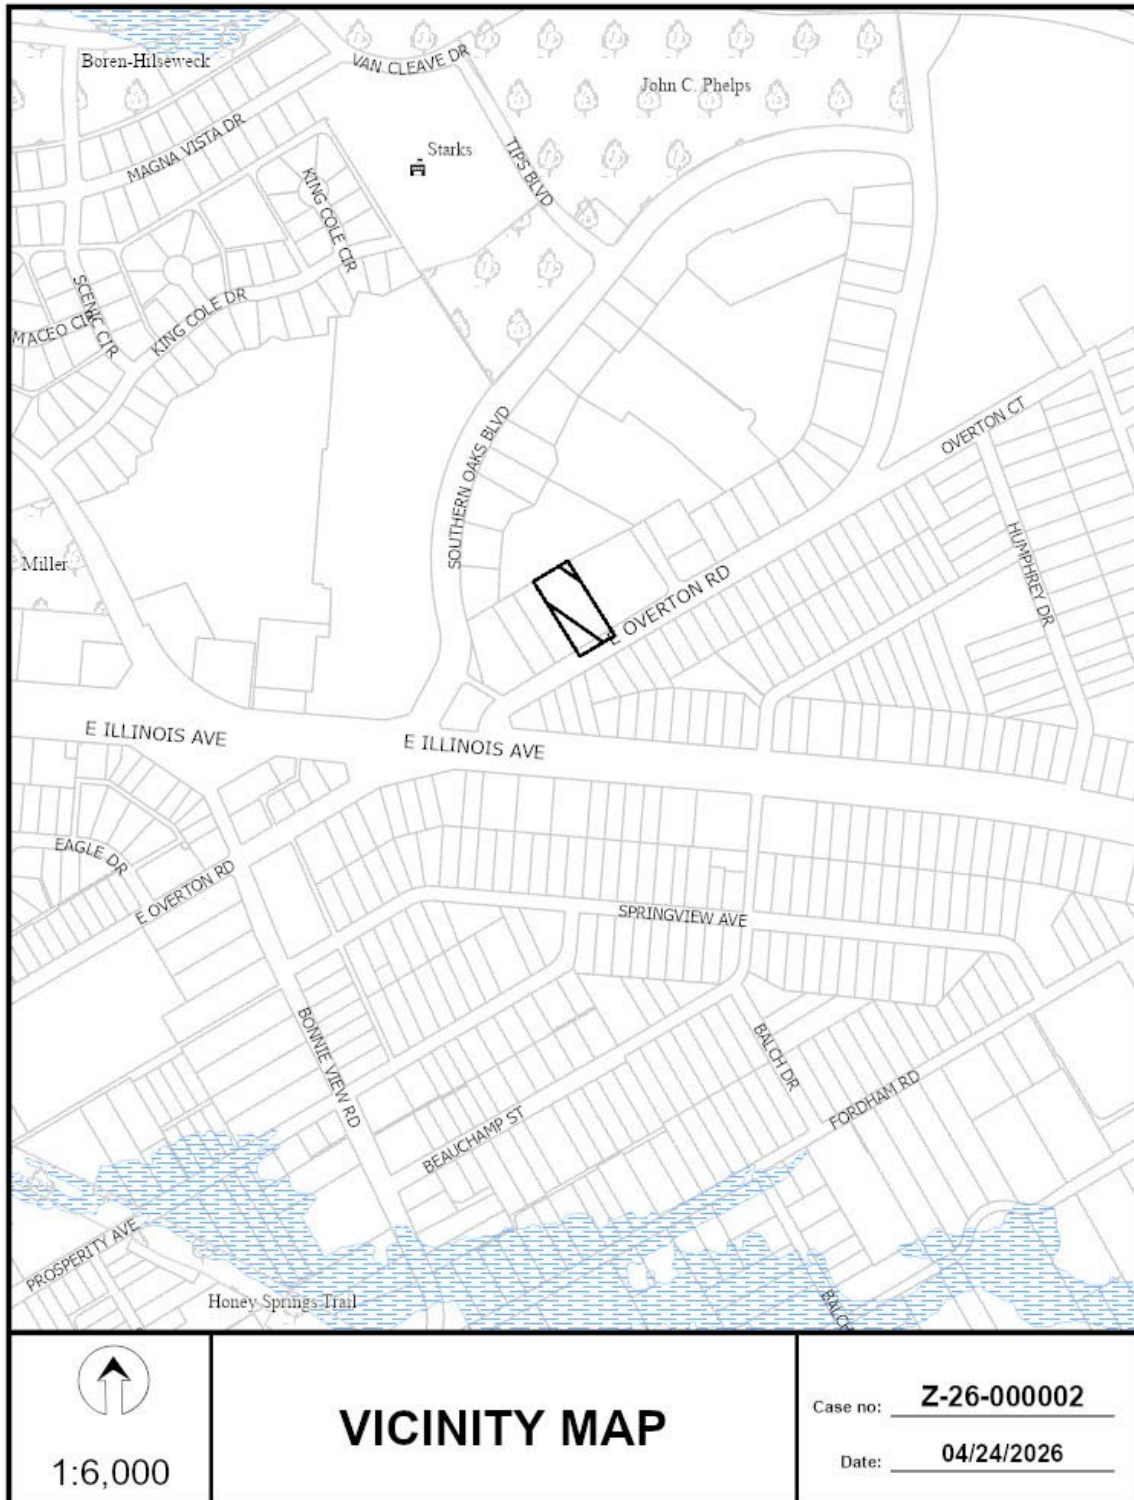 Boren-Hilseweck
VAN CLEAVE DR
John C. Phelps
MAGNA VISTA DR
Starks
TIPS BLVD
KING COLE CIR
SCENIC CIR
KING COLE DR
MACEO CIR
SOUTHERN OAKS BLVD
OVERTON CT
Miller
HUMPHREY DR
E OVERTON RD
E ILLINOIS AVE
E ILLINOIS AVE
EAGLE DR
E OVERTON RD
SPRINGVIEW AVE
BONNIE VIEW RD
BALCH DR
FORDHAM RD
BEAUCHAMP ST
PROSPERITY AVE
Honey Springs Trail
BALCH
1:6,000
VICINITY MAP
Case no: Z-26-000002
Date: 04/24/2026